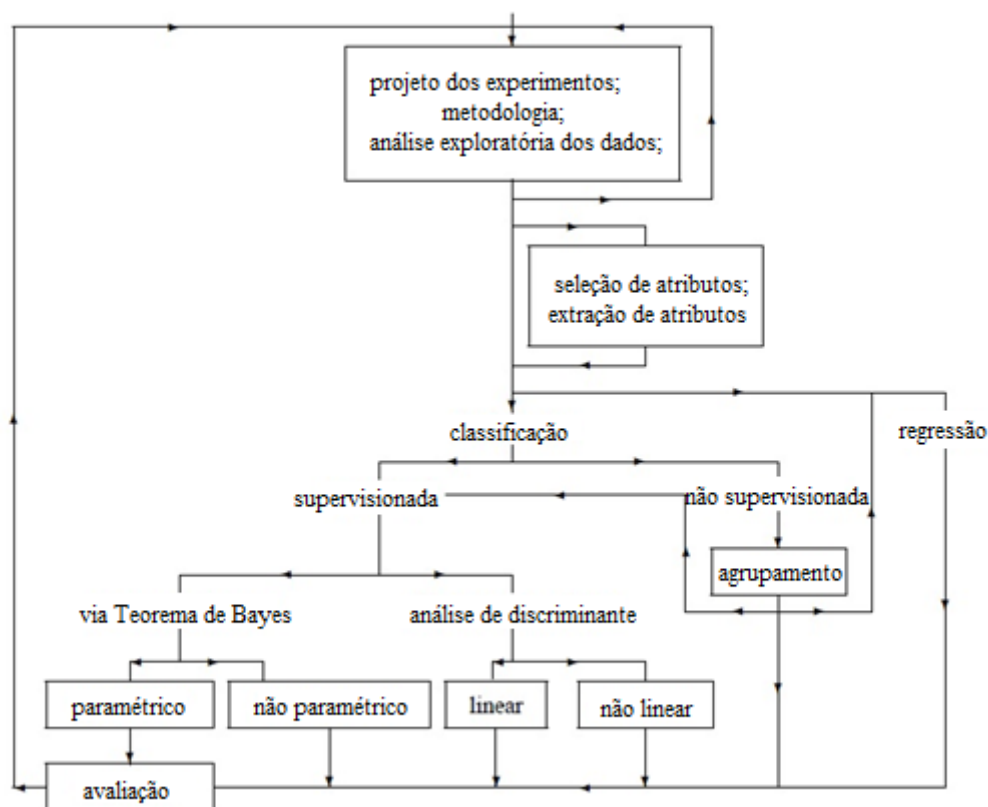 projeto dos experimentos;
metodologia;
análise exploratória dos dados;
seleção de atributos;
extração de atributos
classificação
regressão
supervisionada
não supervisionada
agrupamento
via Teorema de Bayes
análise de discriminante
paramétrico
não paramétrico
linear
não linear
avaliação